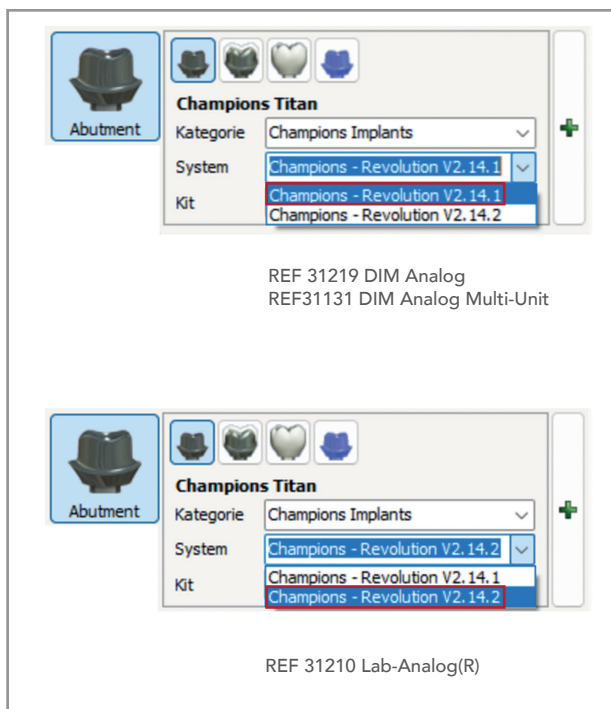 Abutment
Champions Titan
Kategorie Champions Implants
System Champions - Revolution V2.14.1
Kit Champions - Revolution V2.14.1
Champions - Revolution V2.14.2
REF 31219 DIM Analog
REF31131 DIM Analog Multi-Unit
Abutment
Champions Titan
Kategorie Champions Implants
System Champions - Revolution V2.14.2
Kit Champions - Revolution V2.14.1
Champions - Revolution V2.14.2
REF 31210 Lab-Analog(R)